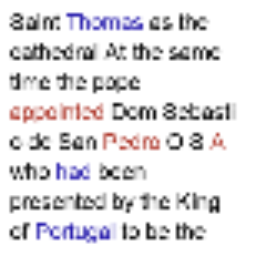 Saint Thomas as the
cathedral At the same
time the pope
appointed Dom Sebasti
o de San Pedro O S A
who had been
presented by the King
of Portugal to be the